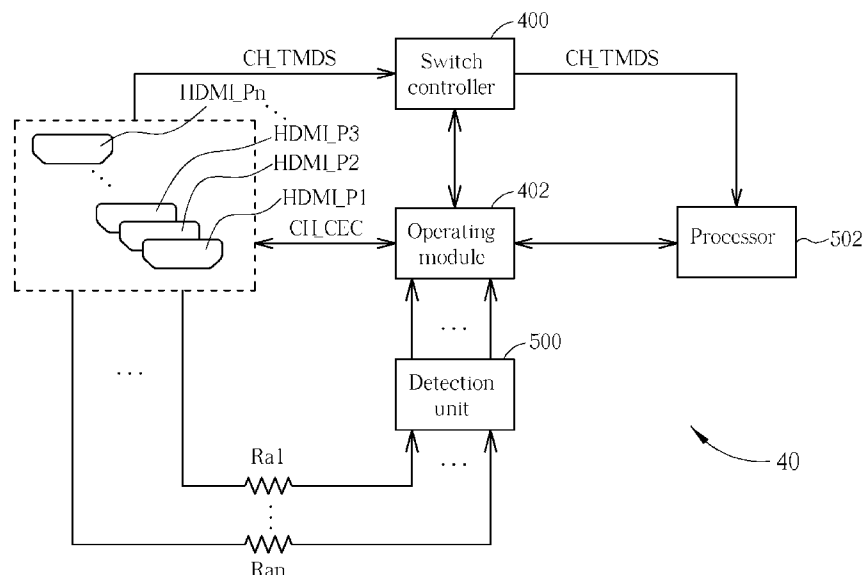 400
CH_TMDS
Switch
controller
CH_TMDS
HDMI_Pn
HDMI_P3
HDMI_P2
HDMI_P1
402
CH_CEC
Operating
module
Processor
502
...
...
500
Detection
unit
...
Ra1
Ran
40